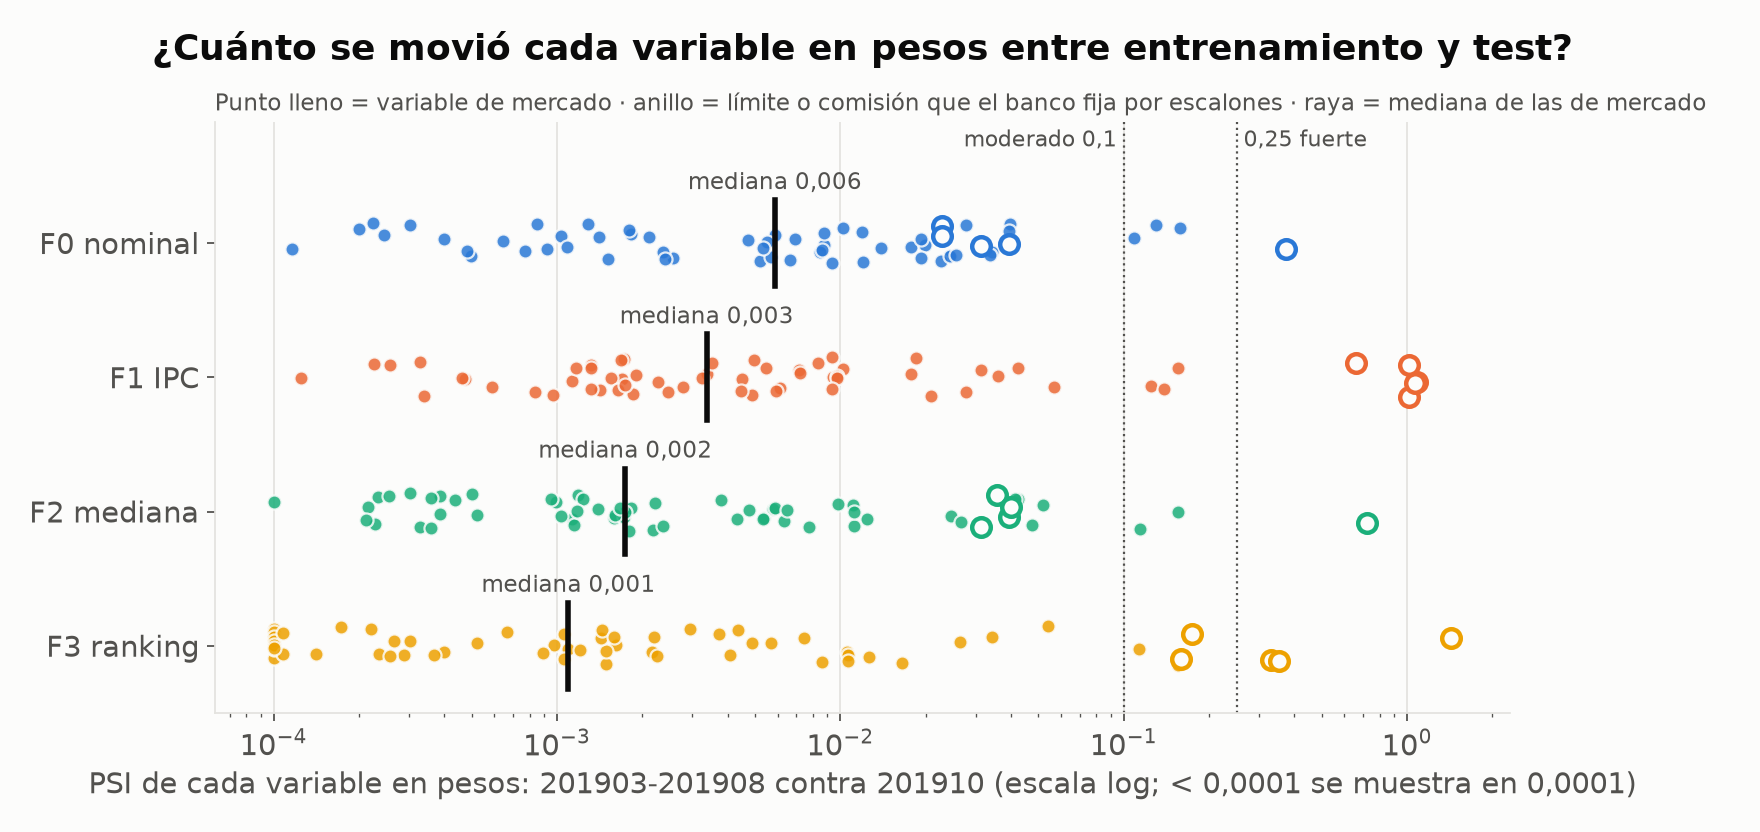 ¿Cuánto se movió cada variable en pesos entre entrenamiento y test?
Punto lleno = variable de mercado · anillo = límite o comisión que el banco fija por escalones · raya = mediana de las de mercado
moderado 0,1
0,25 fuerte
mediana 0,006
F0 nominal
mediana 0,003
F1 IPC
mediana 0,002
F2 mediana
mediana 0,001
F3 ranking
10⁻⁴ 10⁻³ 10⁻² 10⁻¹ 10⁰
PSI de cada variable en pesos: 201903-201908 contra 201910 (escala log; < 0,0001 se muestra en 0,0001)